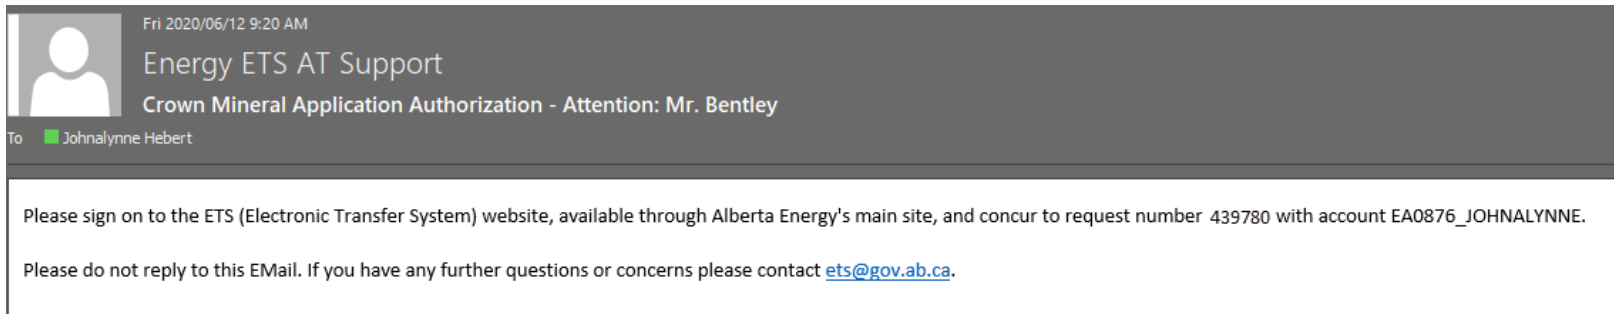 Fri 2020/06/12 9:20 AM
Energy ETS AT Support
Crown Mineral Application Authorization - Attention: Mr. Bentley
To Johnalynne Hebert
Please sign on to the ETS (Electronic Transfer System) website, available through Alberta Energy's main site, and concur to request number 439780 with account EA0876_JOHNALYNNE.
Please do not reply to this EMail. If you have any further questions or concerns please contact ets@gov.ab.ca.